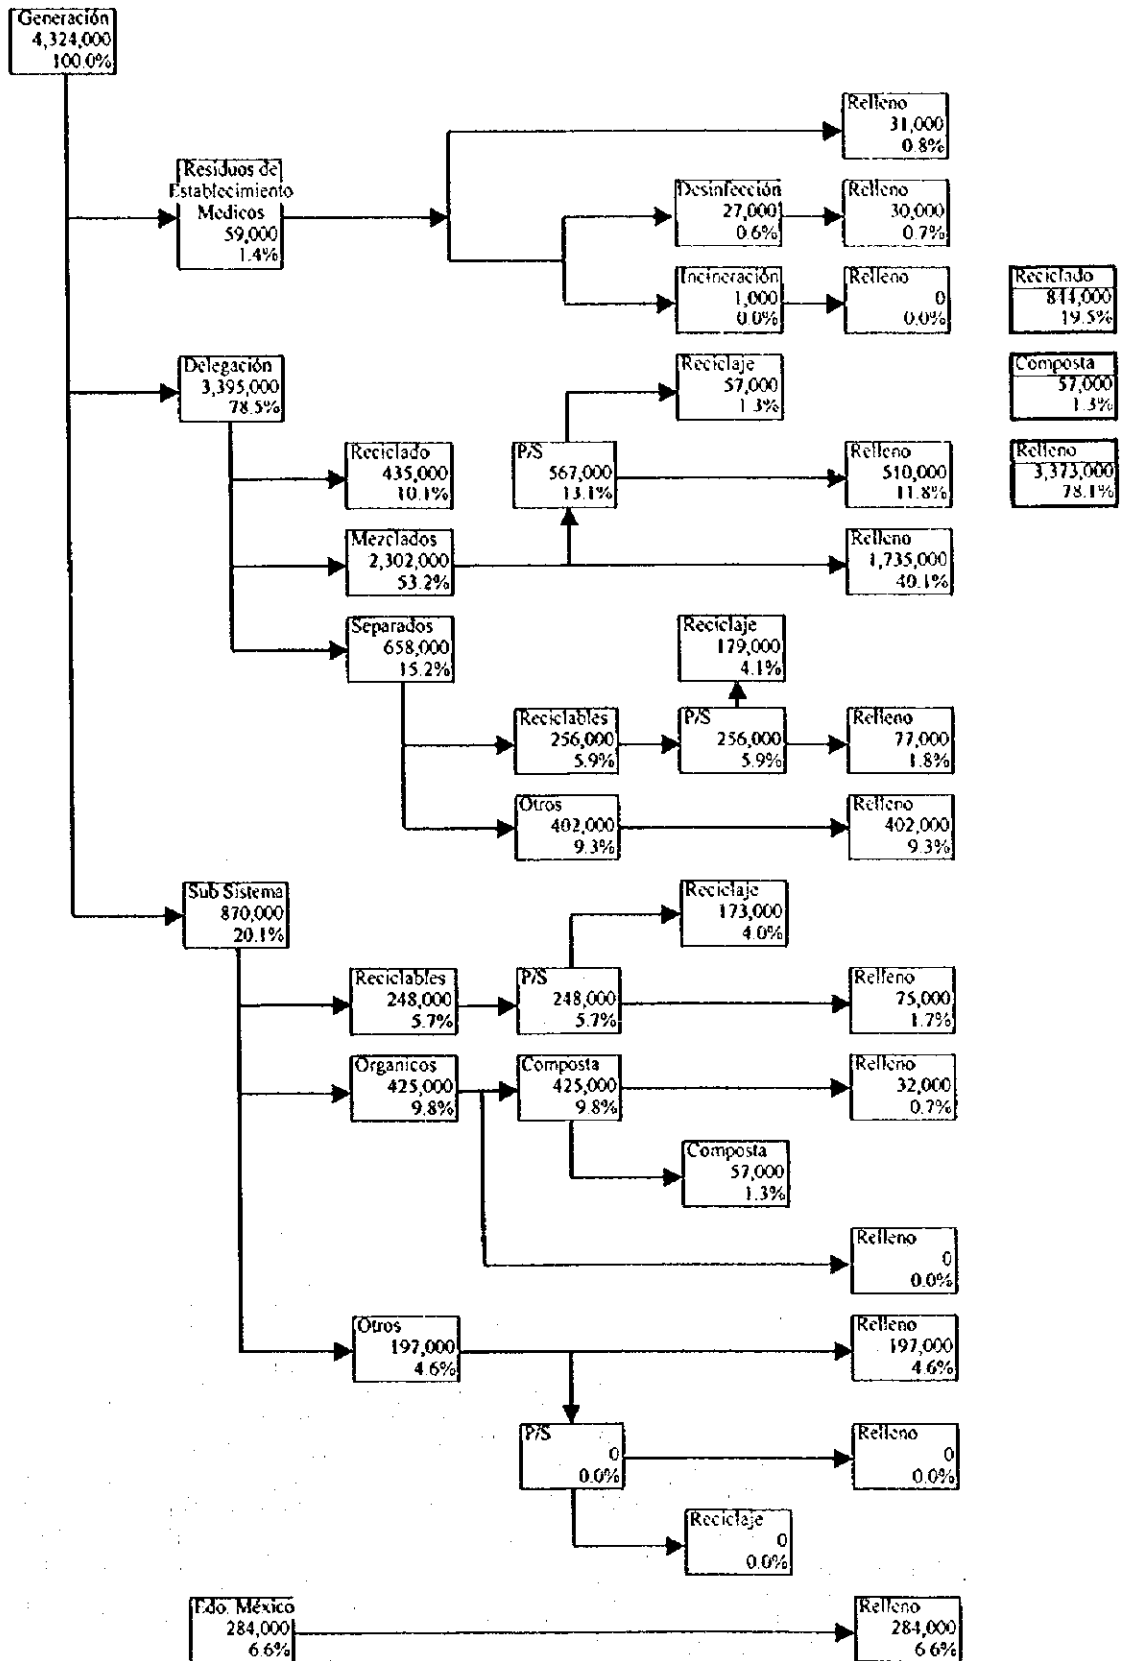 Generación
4,324,000
100.0%
Relleno
31,000
0.8%
Residuos de
Establecimiento
Medicos
59,000
1.4%
Desinfección
27,000
0.6%
Relleno
30,000
0.7%
Incineración
1,000
0.0%
Relleno
0
0.0%
Reciclado
844,000
19.5%
Delegación
3,395,000
78.5%
Reciclaje
57,000
1.3%
Composta
57,000
1.3%
Reciclado
435,000
10.1%
P/S
567,000
13.1%
Relleno
510,000
11.8%
Relleno
3,373,000
78.1%
Mezclados
2,302,000
53.2%
Relleno
1,735,000
40.1%
Separados
658,000
15.2%
Reciclaje
179,000
4.1%
Reciclables
256,000
5.9%
P/S
256,000
5.9%
Relleno
77,000
1.8%
Otros
402,000
9.3%
Relleno
402,000
9.3%
Sub Sistema
870,000
20.1%
Reciclaje
173,000
4.0%
Reciclables
248,000
5.7%
P/S
248,000
5.7%
Relleno
75,000
1.7%
Organicos
425,000
9.8%
Composta
425,000
9.8%
Relleno
32,000
0.7%
Composta
57,000
1.3%
Relleno
0
0.0%
Otros
197,000
4.6%
Relleno
197,000
4.6%
P/S
0
0.0%
Relleno
0
0.0%
Reciclaje
0
0.0%
Edo. México
284,000
6.6%
Relleno
284,000
6.6%